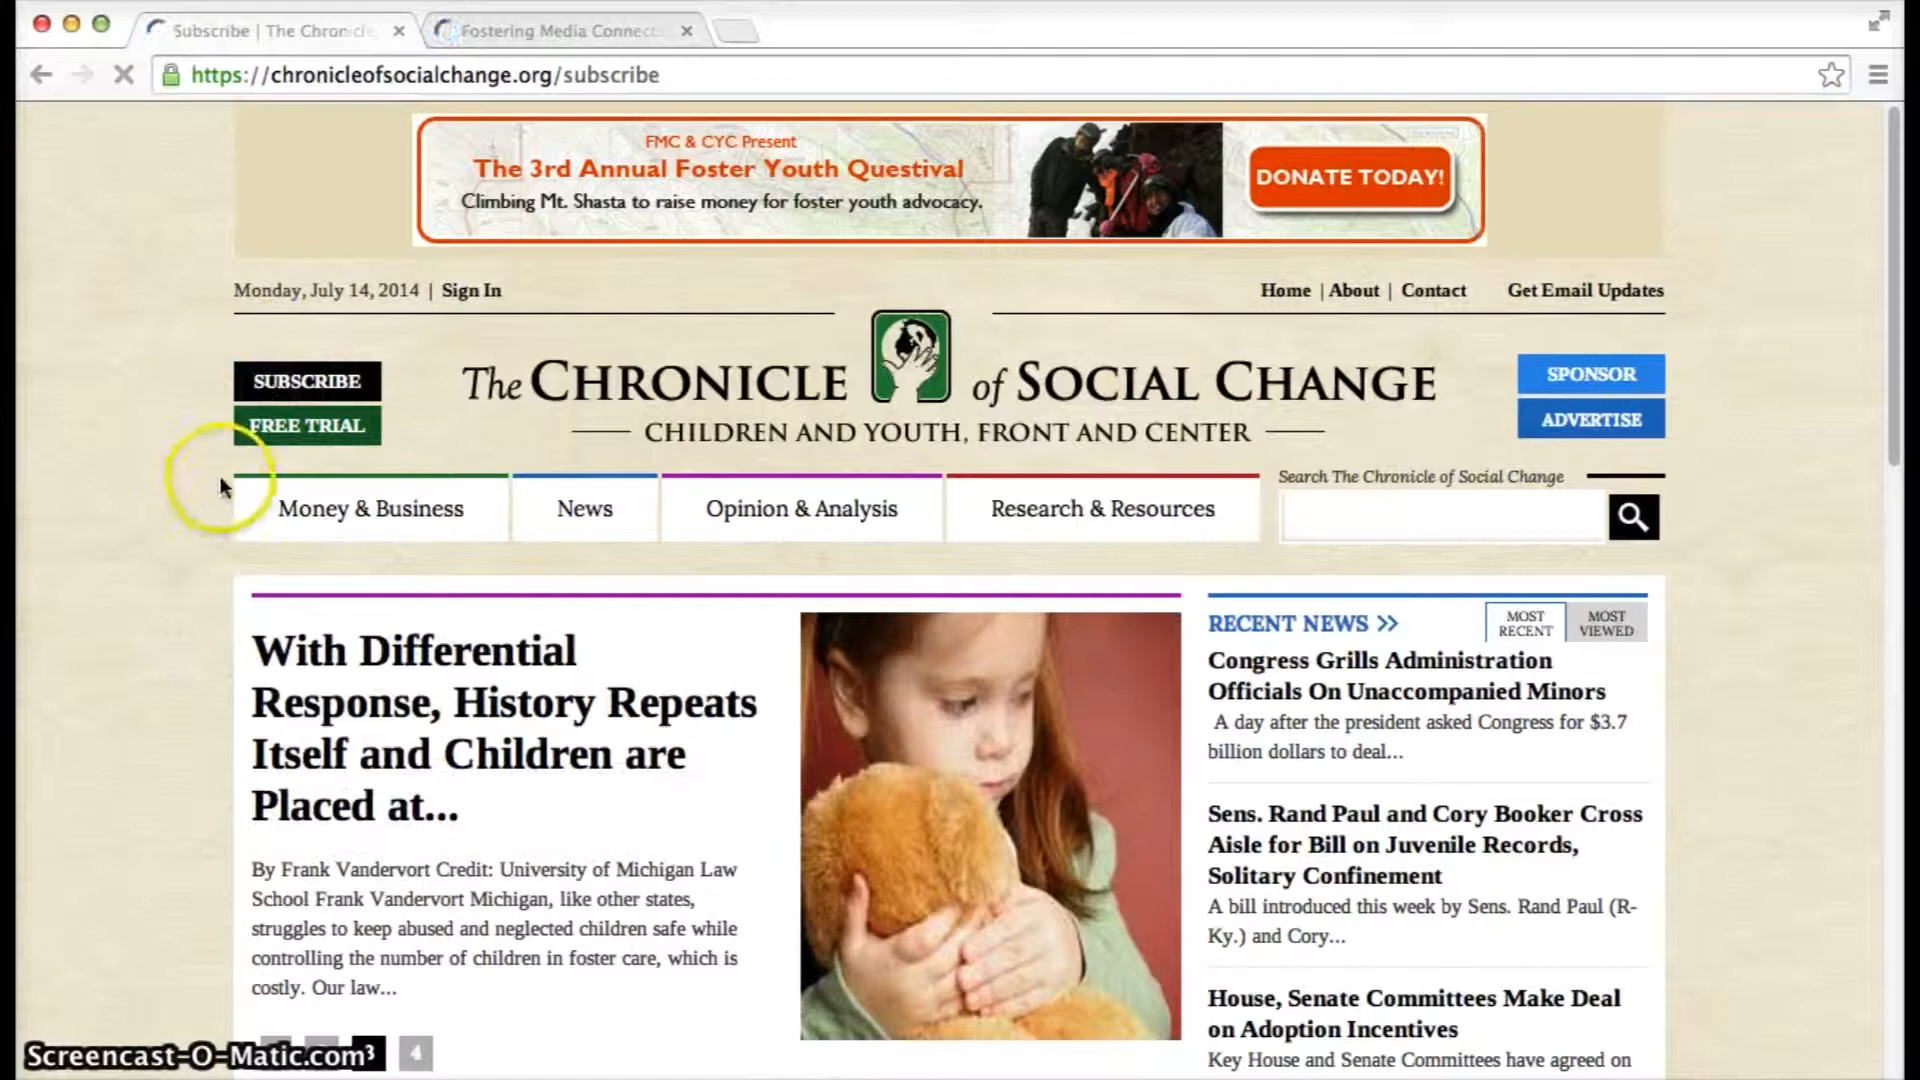 Subscribe | The Chronicle
Fostering Media Connect
https://chronicleofsocialchange.org/subscribe
FMC & CYC Present
The 3rd Annual Foster Youth Questival
Climbing Mt. Shasta to raise money for foster youth advocacy.
DONATE TODAY!
Monday, July 14, 2014 | Sign In
Home | About | Contact
Get Email Updates
SUBSCRIBE
FREE TRIAL
The CHRONICLE of SOCIAL CHANGE
CHILDREN AND YOUTH, FRONT AND CENTER
SPONSOR
ADVERTISE
Money & Business
News
Opinion & Analysis
Research & Resources
Search The Chronicle of Social Change
With Differential
Response, History Repeats
Itself and Children are
Placed at...
By Frank Vandervort Credit: University of Michigan Law
School Frank Vandervort Michigan, like other states,
struggles to keep abused and neglected children safe while
controlling the number of children in foster care, which is
costly. Our law...
3
4
RECENT NEWS >>
MOST
RECENT
MOST
VIEWED
Congress Grills Administration
Officials On Unaccompanied Minors
A day after the president asked Congress for $3.7
billion dollars to deal...
Sens. Rand Paul and Cory Booker Cross
Aisle for Bill on Juvenile Records,
Solitary Confinement
A bill introduced this week by Sens. Rand Paul (R-
Ky.) and Cory...
House, Senate Committees Make Deal
on Adoption Incentives
Key House and Senate Committees have agreed on
Screencast-O-Matic.com